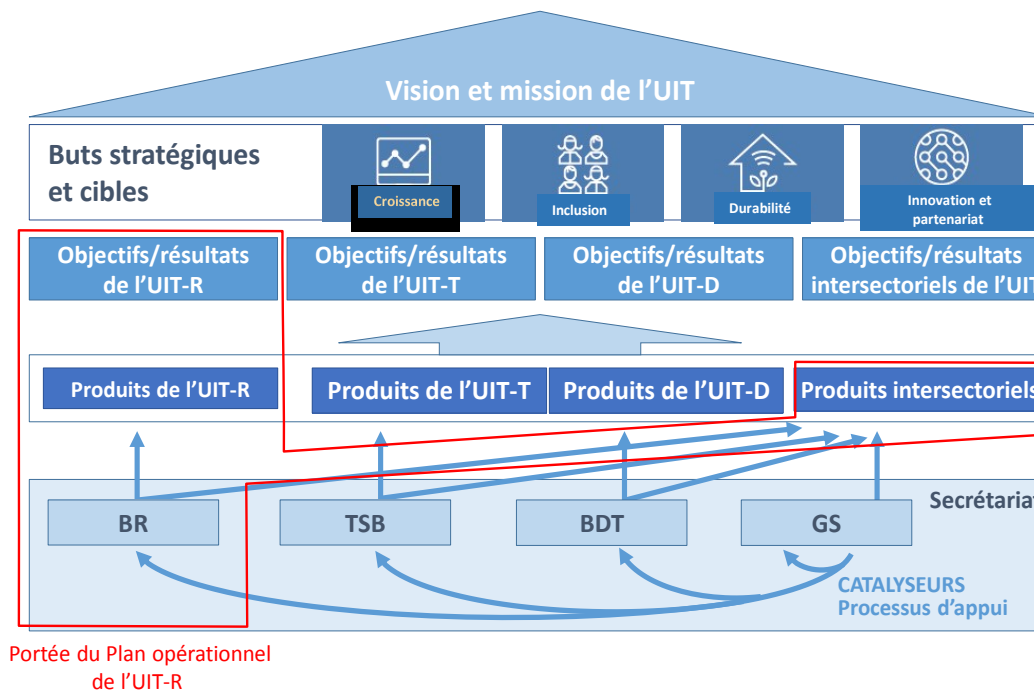 Vision et mission de l'UIT
Buts stratégiques
et cibles
Croissance
Inclusion
Durabilité
Innovation et
partenariat
Objectifs/résultats
de l'UIT-R
Objectifs/résultats
de l'UIT-T
Objectifs/résultats
de l'UIT-D
Objectifs/résultats
intersectoriels de l'UIT
Produits de l'UIT-R
Produits de l'UIT-T
Produits de l'UIT-D
Produits intersectoriels
Secrétariat
BR
TSB
BDT
GS
CATALYSEURS
Processus d'appui
Portée du Plan opérationnel
de l'UIT-R